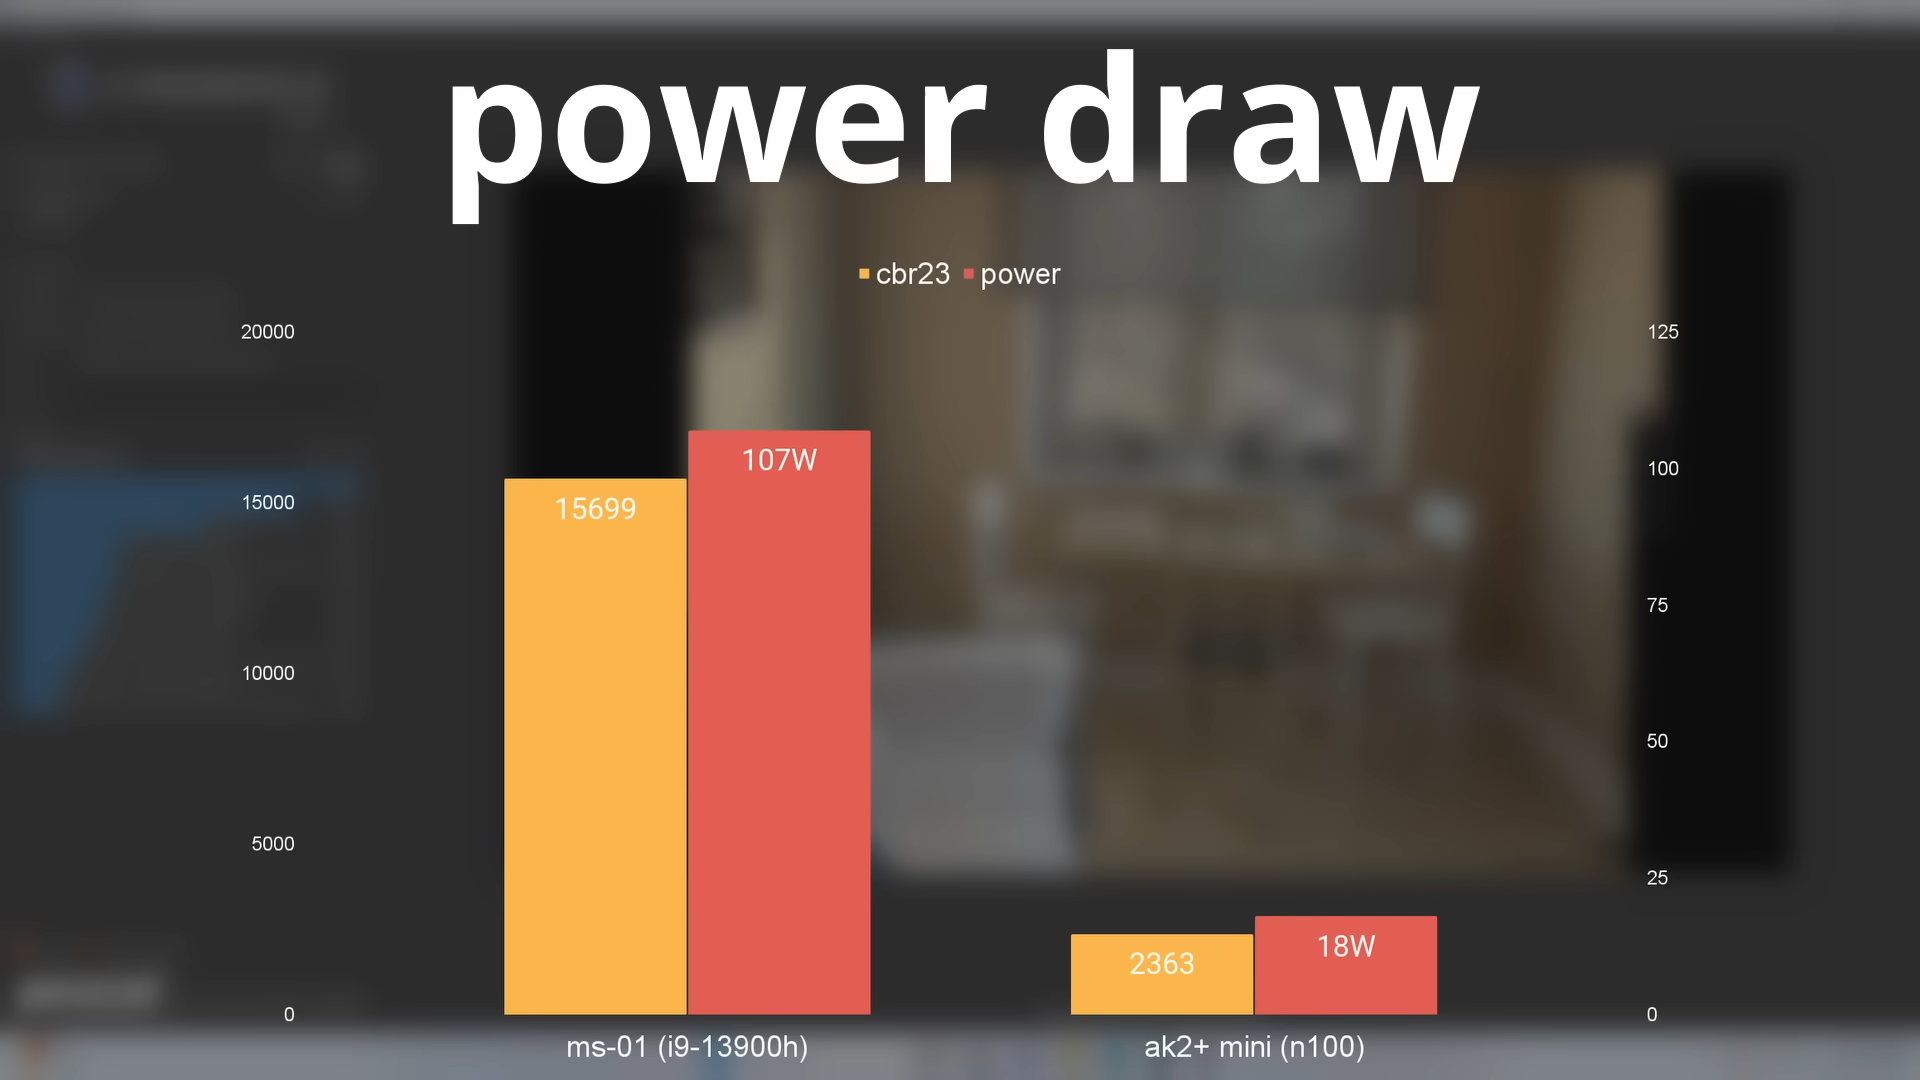 power draw
cbr23 power
20000
15000
10000
5000
0
125
100
75
50
25
0
15699
107W
2363
18W
ms-01 (i9-13900h)
ak2+ mini (n100)